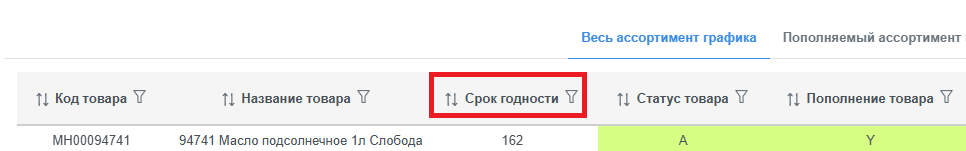 Весь ассортимент графика Пополняемый ассортимент
Код товара Название товара Срок годности Статус товара Пополнение товара
МН00094741 94741 Масло подсолнечное 1л Слобода 162 A Y